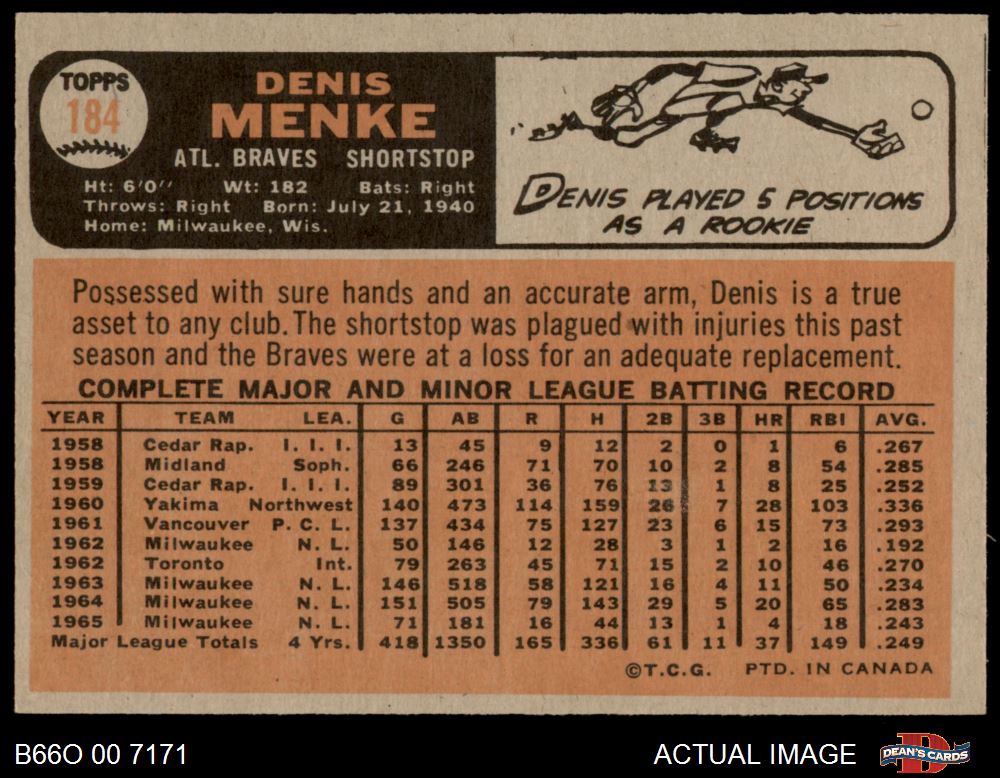 TOPPS
184
DENIS
MENKE
ATL. BRAVES SHORTSTOP
Ht: 6'0" Wt: 182 Bats: Right
Throws: Right Born: July 21, 1940
Home: Milwaukee, Wis.
DENIS PLAYED 5 POSITIONS
AS A ROOKIE
Possessed with sure hands and an accurate arm, Denis is a true
asset to any club. The shortstop was plagued with injuries this past
season and the Braves were at a loss for an adequate replacement.
COMPLETE MAJOR AND MINOR LEAGUE BATTING RECORD
YEAR TEAM LEA. G AB R H 2B 3B HR RBI AVG.
1958 Cedar Rap. I. I. I. 13 45 9 12 2 0 1 6 .267
1958 Midland Soph. 66 246 71 70 10 2 8 54 .285
1959 Cedar Rap. I. I. I. 89 301 36 76 13 1 8 25 .252
1960 Yakima Northwest 140 473 114 159 26 7 28 103 .336
1961 Vancouver P. C. L. 137 434 75 127 23 6 15 73 .293
1962 Milwaukee N. L. 50 146 12 28 3 1 2 16 .192
1962 Toronto Int. 79 263 45 71 15 2 10 46 .270
1963 Milwaukee N. L. 146 518 58 121 16 4 11 50 .234
1964 Milwaukee N. L. 151 505 79 143 29 5 20 65 .283
1965 Milwaukee N. L. 71 181 16 44 13 1 4 18 .243
Major League Totals 4 Yrs. 418 1350 165 336 61 11 37 149 .249
©T.C.G. PTD. IN CANADA
B66O 00 7171 ACTUAL IMAGE DEAN'S CARDS